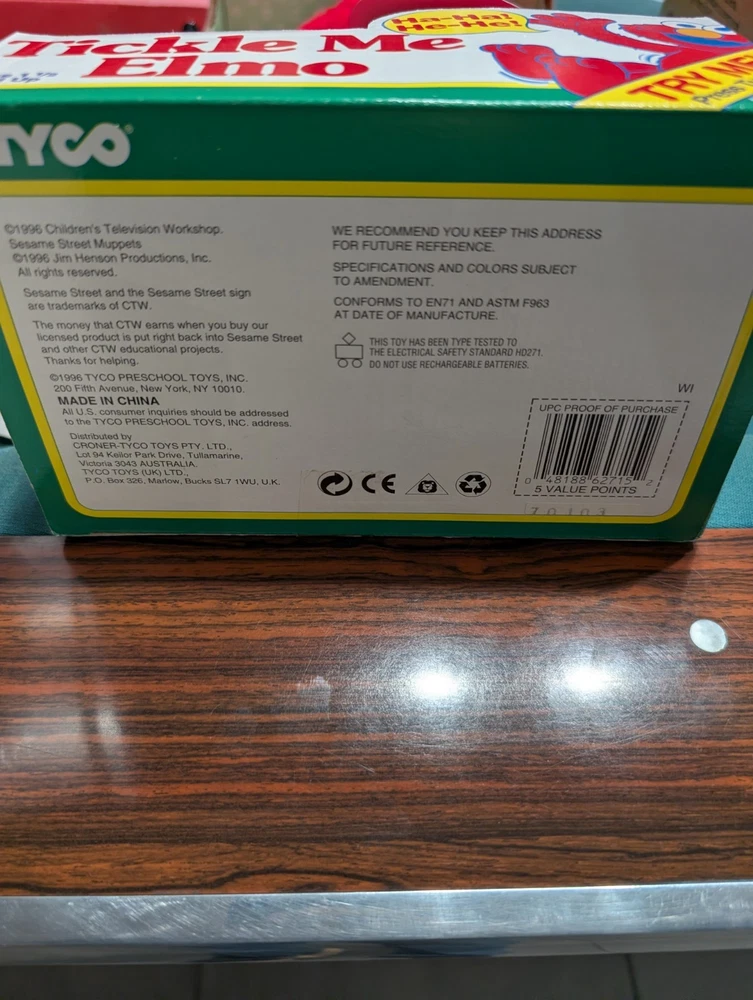 Ha-Ha!
He-He!
Tickle Me
Elmo
TRY ME
TYCO
©1996 Children's Television Workshop.
Sesame Street Muppets
©1996 Jim Henson Productions, Inc.
All rights reserved.
Sesame Street and the Sesame Street sign
are trademarks of CTW.
The money that CTW earns when you buy our
licensed product is put right back into Sesame Street
and other CTW educational projects.
Thanks for helping.
©1996 TYCO PRESCHOOL TOYS, INC.
200 Fifth Avenue, New York, NY 10010.
MADE IN CHINA
All U.S. consumer inquiries should be addressed
to the TYCO PRESCHOOL TOYS, INC. address.
Distributed by
CRONER-TYCO TOYS PTY. LTD.,
Lot 94 Keilor Park Drive, Tullamarine,
Victoria 3043 AUSTRALIA.
TYCO TOYS (UK) LTD.,
P.O. Box 326, Marlow, Bucks SL7 1WU, U.K.
WE RECOMMEND YOU KEEP THIS ADDRESS
FOR FUTURE REFERENCE.
SPECIFICATIONS AND COLORS SUBJECT
TO AMENDMENT.
CONFORMS TO EN71 AND ASTM F963
AT DATE OF MANUFACTURE.
THIS TOY HAS BEEN TYPE TESTED TO
THE ELECTRICAL SAFETY STANDARD HD271.
DO NOT USE RECHARGEABLE BATTERIES.
CE
WI
UPC PROOF OF PURCHASE
0 48188 62715 2
5 VALUE POINTS